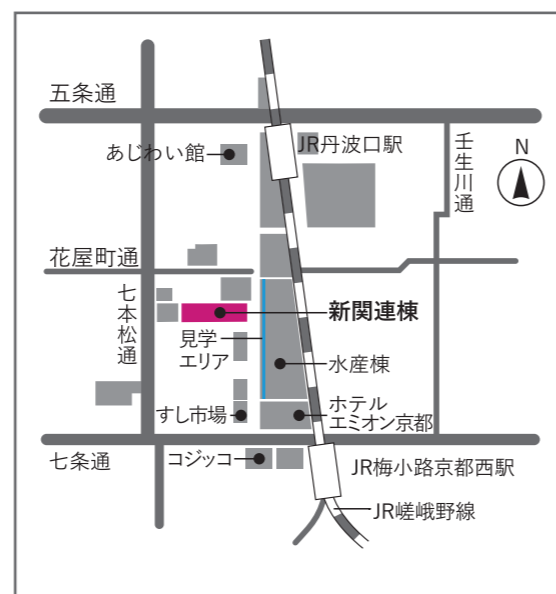 五条通
JR丹波口駅
あじわい館
壬生川通
N
花屋町通
七本松通
新関連棟
見学
エリア
水産棟
すし市場
ホテル
エミオン京都
七条通
コジッコ
JR梅小路京都西駅
JR嵯峨野線